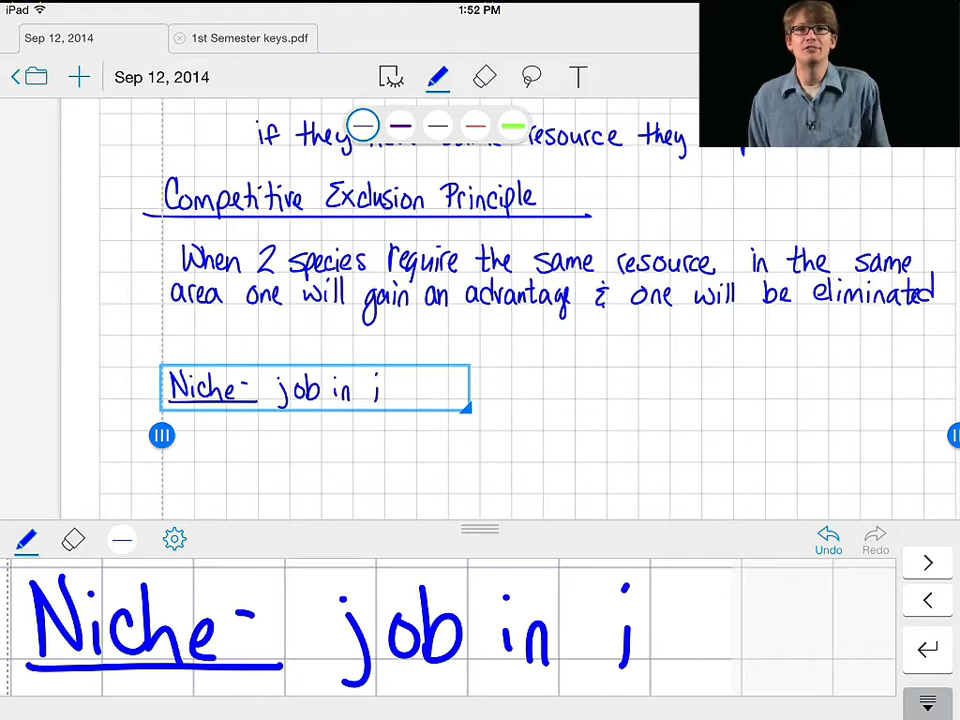 iPad 1:52 PM
Sep 12, 2014 1st Semester keys.pdf
Sep 12, 2014 T
if they resource they
Competitive Exclusion Principle
When 2 species require the same resource in the same
area one will gain an advantage & one will be eliminated
Niche- job in i
Undo Redo
Niche- job in i